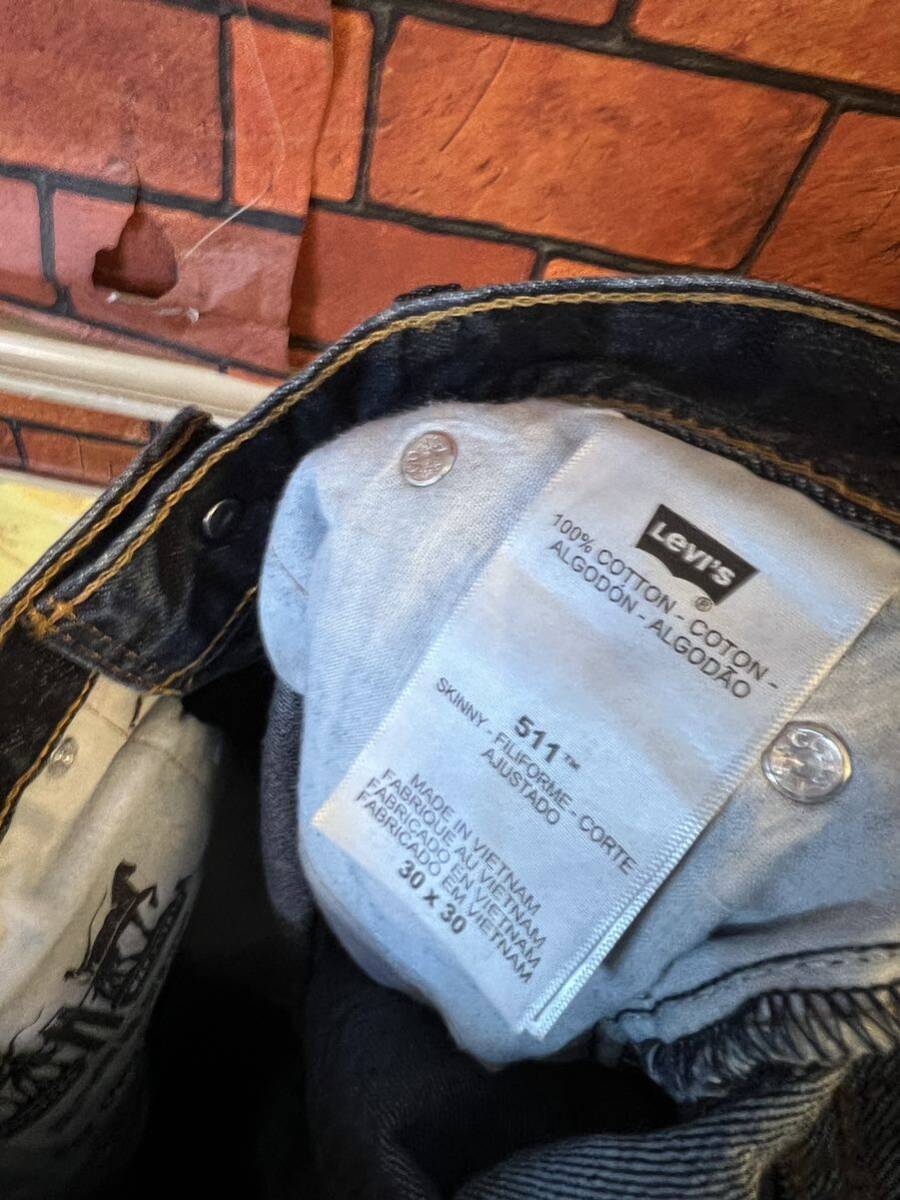 Levi's
®
100% COTTON - COTON -
ALGODÓN - ALGODÃO
511™
SKINNY - FILIFORME - CORTE
AJUSTADO
MADE IN VIETNAM
FABRIQUE AU VIETNAM
FABRICADO EN VIETNAM
FABRICADO EM VIETNAM
30 x 30